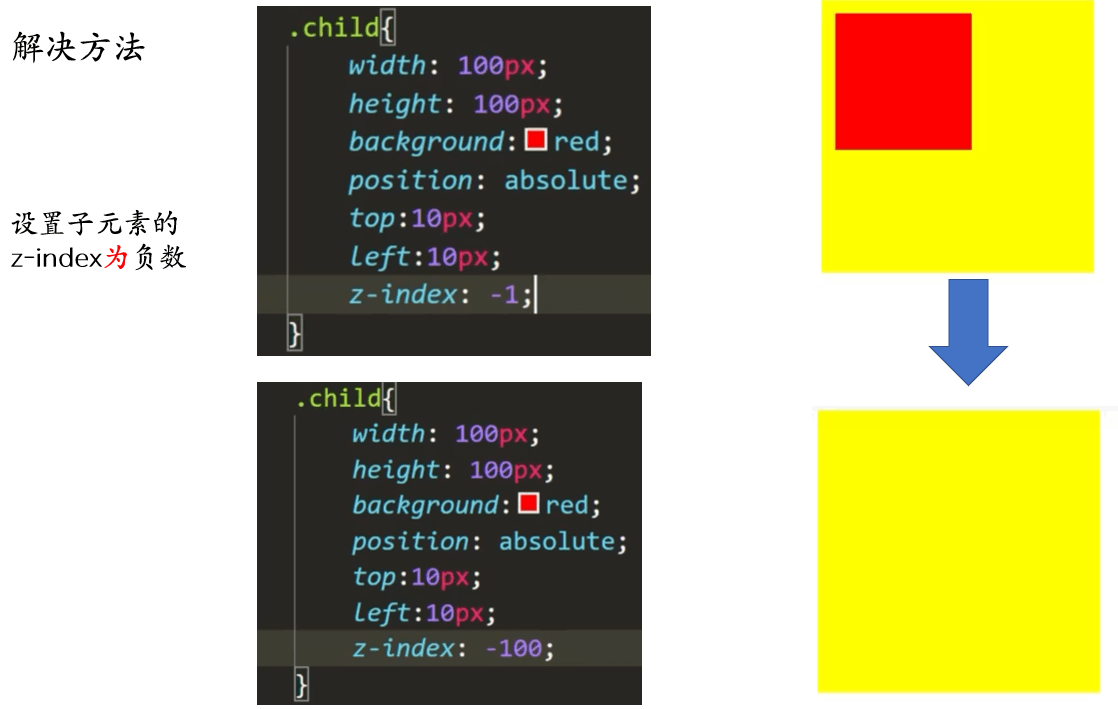 解决方法
设置子元素的
z-index为负数
.child{
width: 100px;
height: 100px;
background:red;
position: absolute;
top:10px;
left:10px;
z-index: -1;
}
.child{
width: 100px;
height: 100px;
background:red;
position: absolute;
top:10px;
left:10px;
z-index: -100;
}